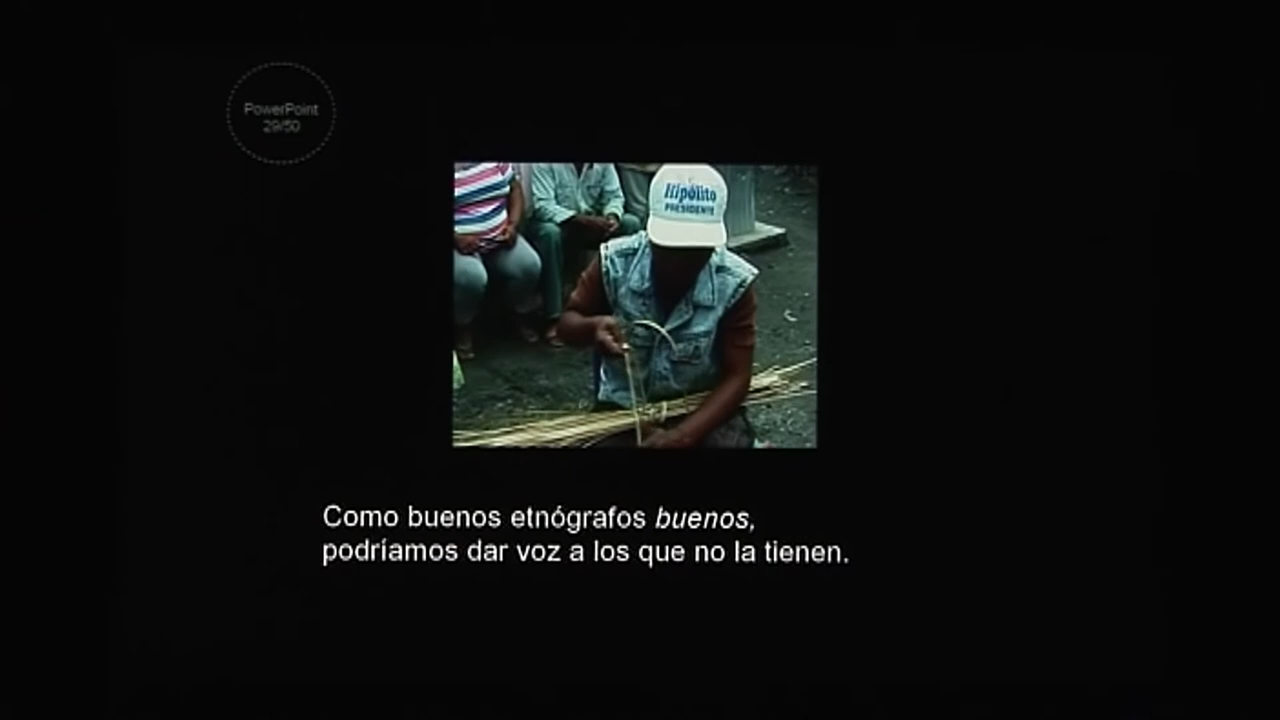 PowerPoint
29/50
Hipólito
PRESIDENTE
Como buenos etnógrafos buenos,
podríamos dar voz a los que no la tienen.